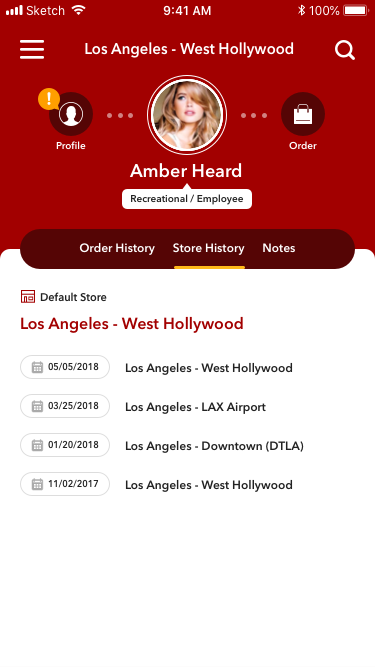 Sketch 9:41 AM 100%
Los Angeles - West Hollywood
!
Profile Order
Amber Heard
Recreational / Employee
Order History Store History Notes
Default Store
Los Angeles - West Hollywood
05/05/2018 Los Angeles - West Hollywood
03/25/2018 Los Angeles - LAX Airport
01/20/2018 Los Angeles - Downtown (DTLA)
11/02/2017 Los Angeles - West Hollywood